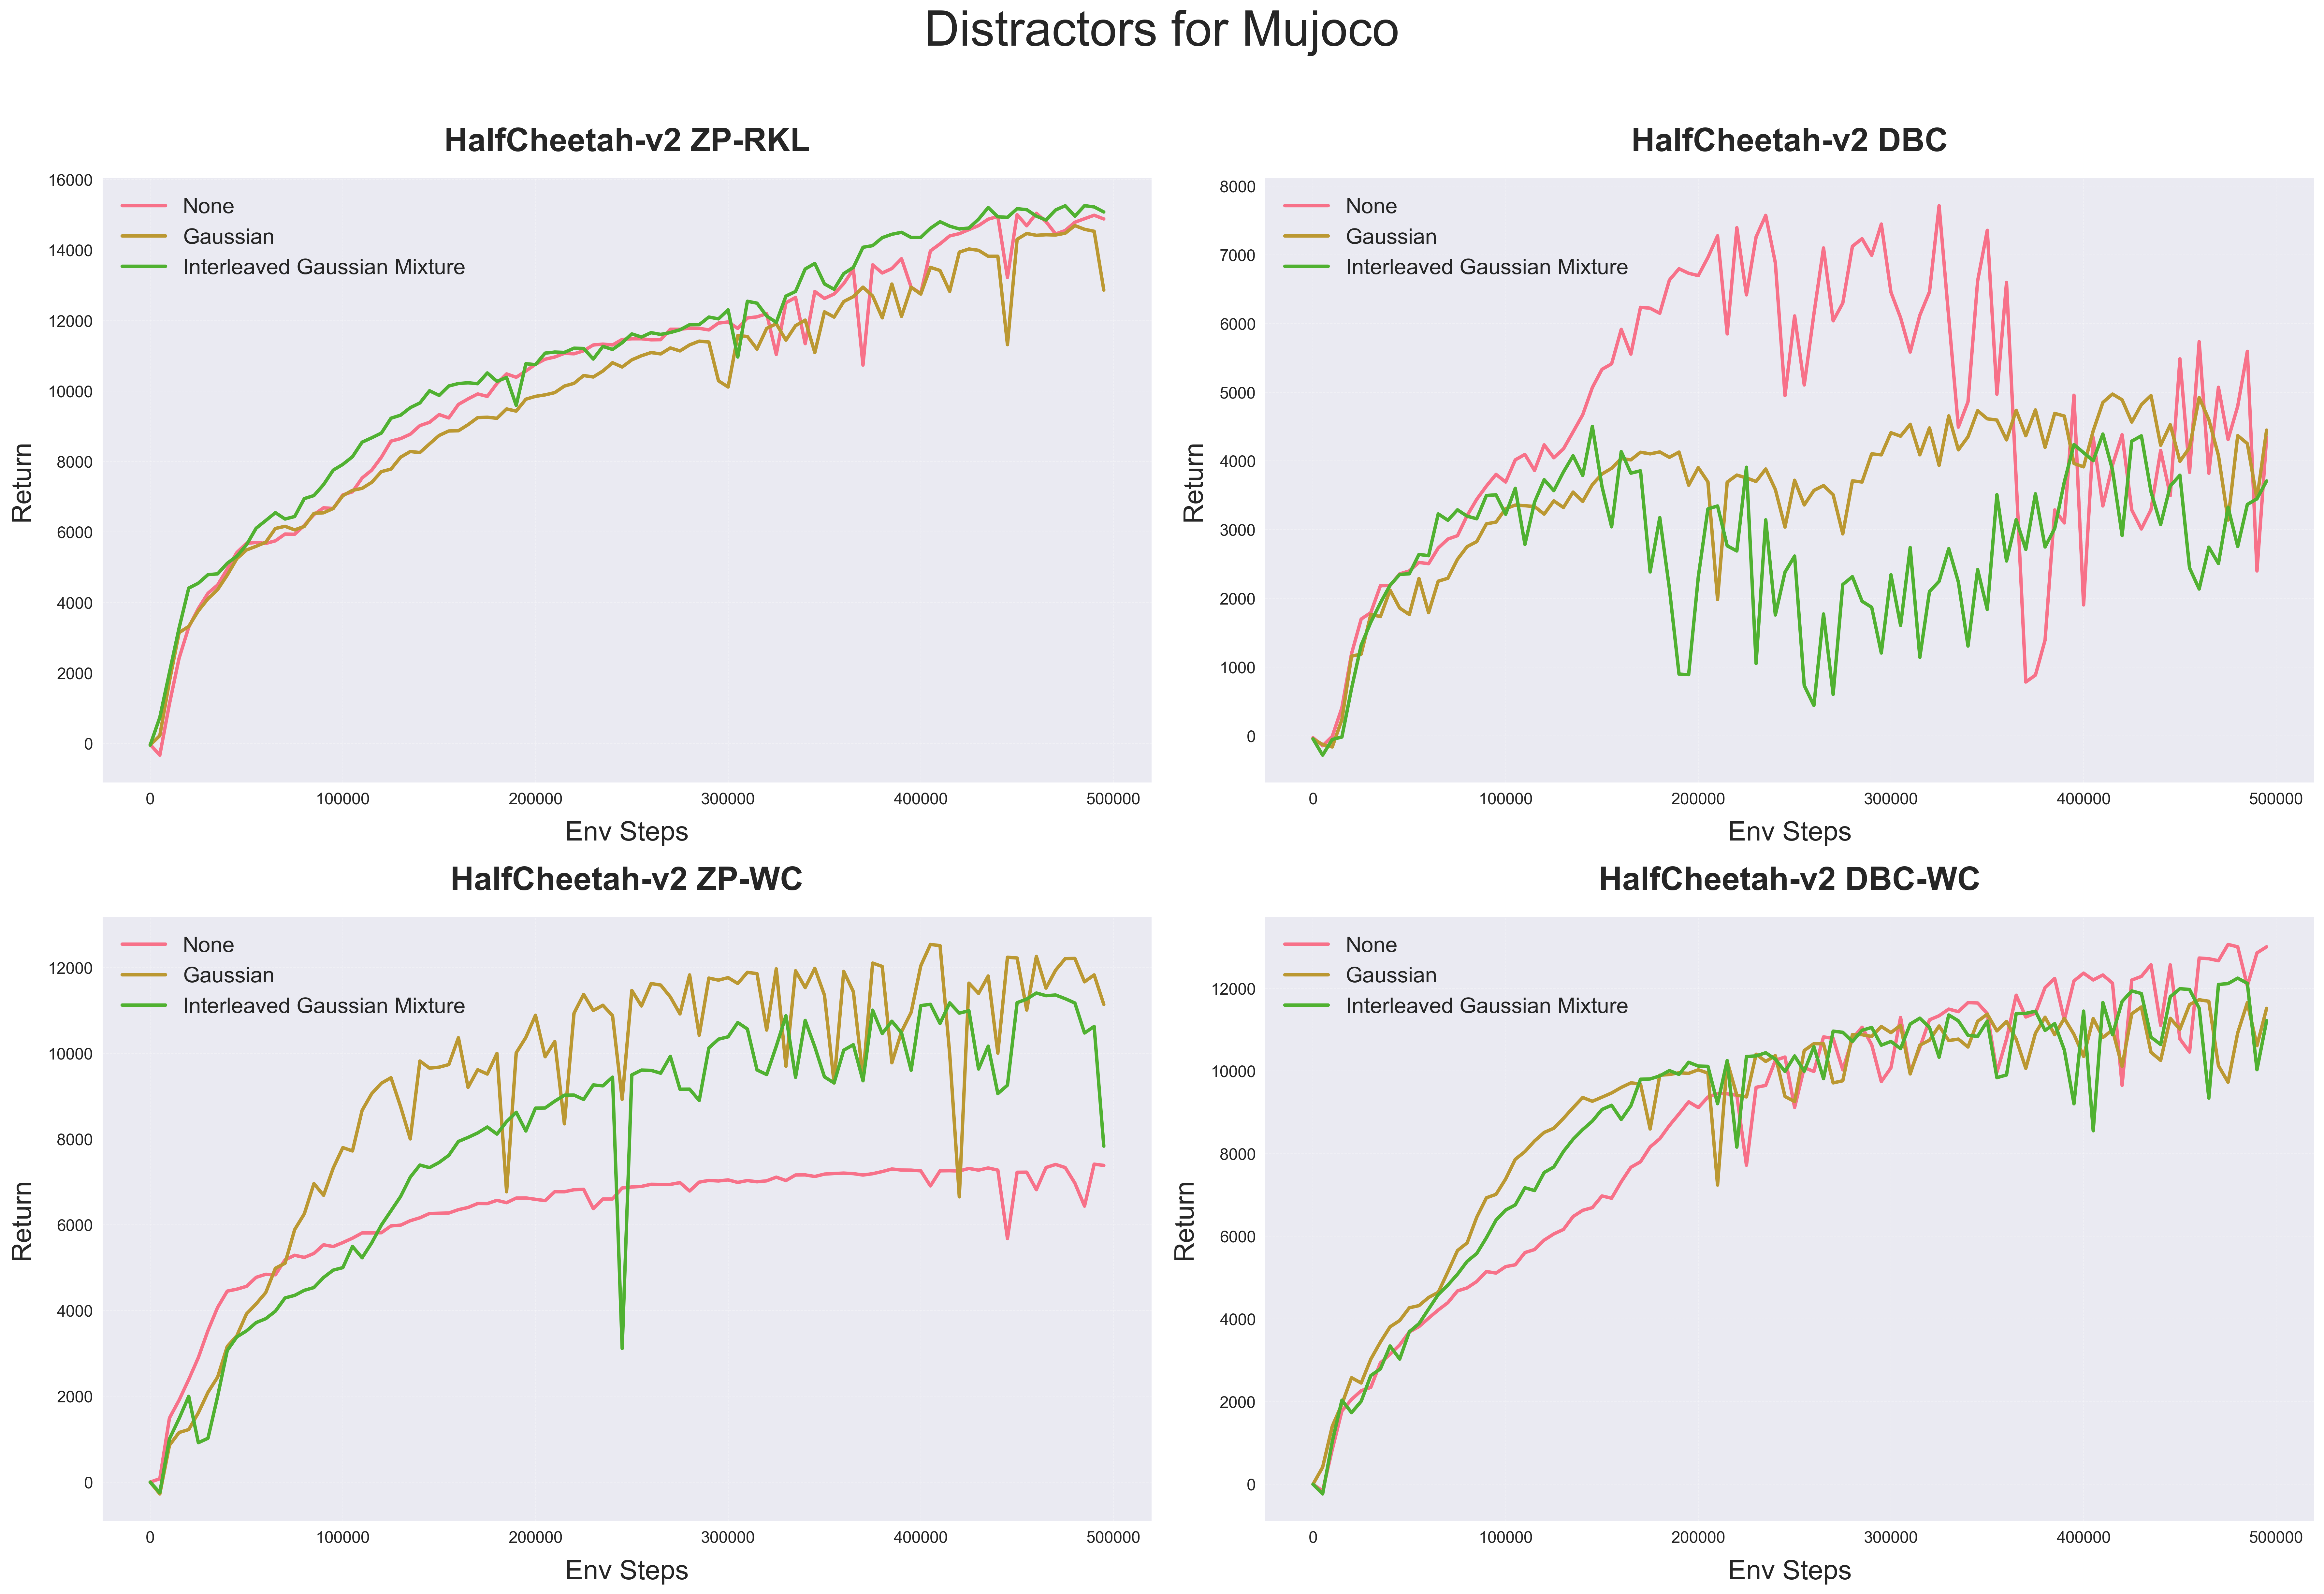 Distractors for Mujoco
HalfCheetah-v2 ZP-RKL
None
Gaussian
Interleaved Gaussian Mixture
16000
14000
12000
10000
8000
6000
4000
2000
0
Return
0 100000 200000 300000 400000 500000
Env Steps
HalfCheetah-v2 DBC
None
Gaussian
Interleaved Gaussian Mixture
8000
7000
6000
5000
4000
3000
2000
1000
0
Return
0 100000 200000 300000 400000 500000
Env Steps
HalfCheetah-v2 ZP-WC
None
Gaussian
Interleaved Gaussian Mixture
12000
10000
8000
6000
4000
2000
0
Return
0 100000 200000 300000 400000 500000
Env Steps
HalfCheetah-v2 DBC-WC
None
Gaussian
Interleaved Gaussian Mixture
12000
10000
8000
6000
4000
2000
0
Return
0 100000 200000 300000 400000 500000
Env Steps